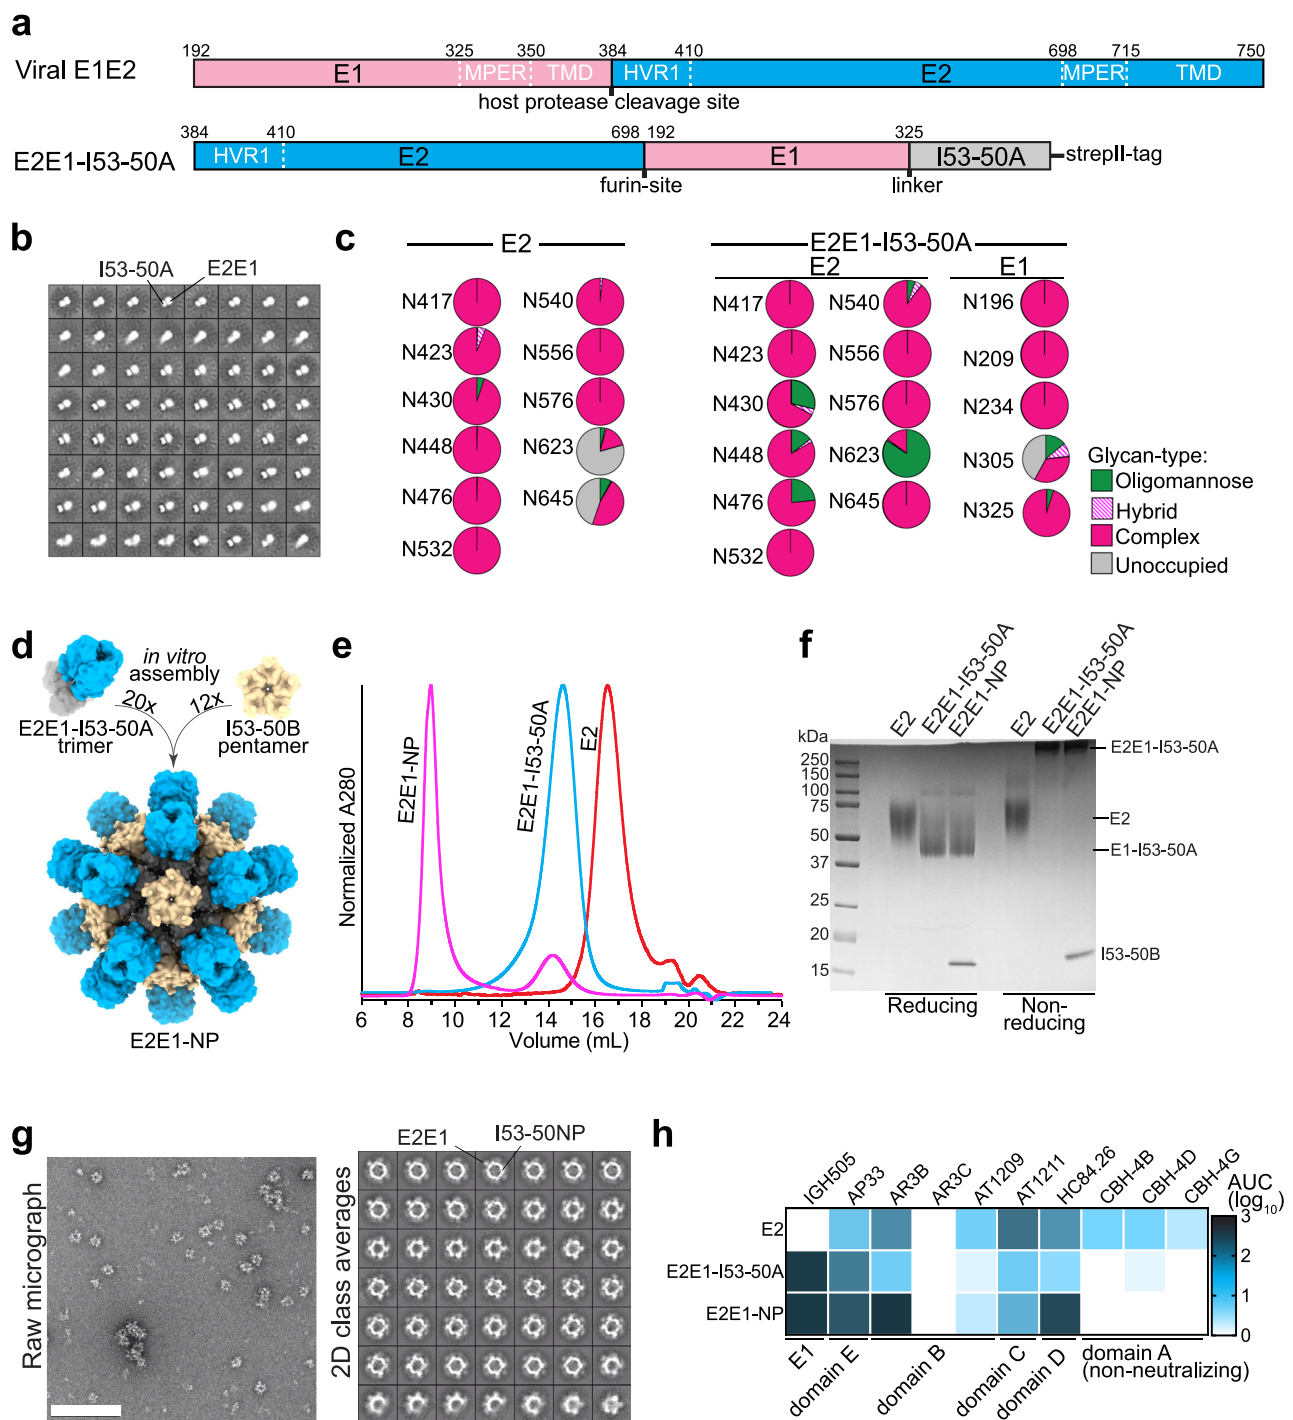 a
192 325 350 384 410 698 715 750
Viral E1E2
E1 MPER TMD HVR1 E2 MPER TMD
host protease cleavage site
384 410 698 192 325
E2E1-I53-50A
HVR1 E2 E1 I53-50A strepII-tag
furin-site linker
b
I53-50A E2E1
c
E2
N417 N540
N423 N556
N430 N576
N448 N623
N476 N645
N532
E2E1-I53-50A
E2 E1
N417 N540 N196
N423 N556 N209
N430 N576 N234
N448 N623 N305
N476 N645 N325
N532
Glycan-type:
Oligomannose
Hybrid
Complex
Unoccupied
d
in vitro
assembly
20x 12x
E2E1-I53-50A
trimer
I53-50B
pentamer
E2E1-NP
e
Normalized A280
E2E1-NP
E2E1-I53-50A
E2
6 8 10 12 14 16 18 20 22 24
Volume (mL)
f
E2 E2E1-I53-50A E2E1-NP E2 E2E1-I53-50A E2E1-NP
kDa
250
150
100
75
50
37
25
20
15
E2E1-I53-50A
E2
E1-I53-50A
I53-50B
Reducing
Non-
reducing
g
Raw micrograph
E2E1 I53-50NP
2D class averages
h
IGH505 AP33 AR3B AR3C AT1209 AT1211 HC84.26 CBH-4B CBH-4D CBH-4G
AUC
(log10)
E2
E2E1-I53-50A
E2E1-NP
3
2
1
0
E1 domain E domain B domain C domain D domain A
(non-neutralizing)